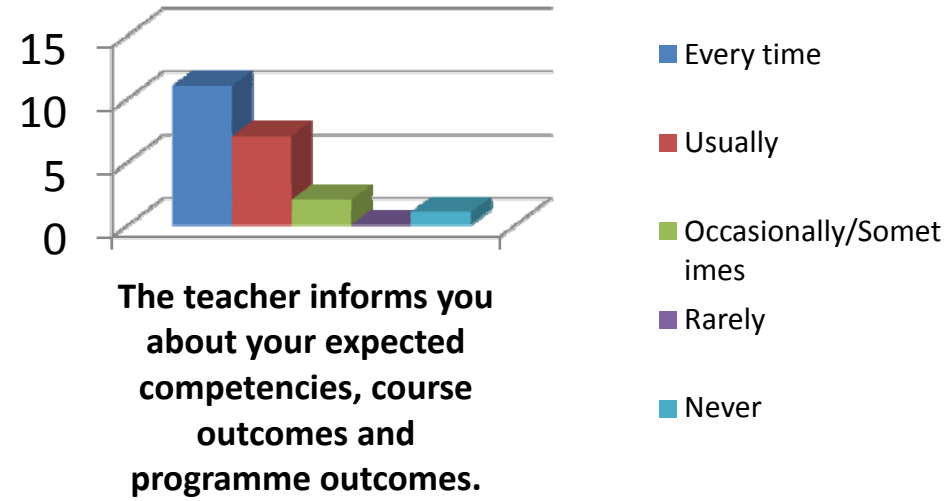 15
10
5
0
The teacher informs you
about your expected
competencies, course
outcomes and
programme outcomes.
Every time
Usually
Occasionally/Somet
imes
Rarely
Never